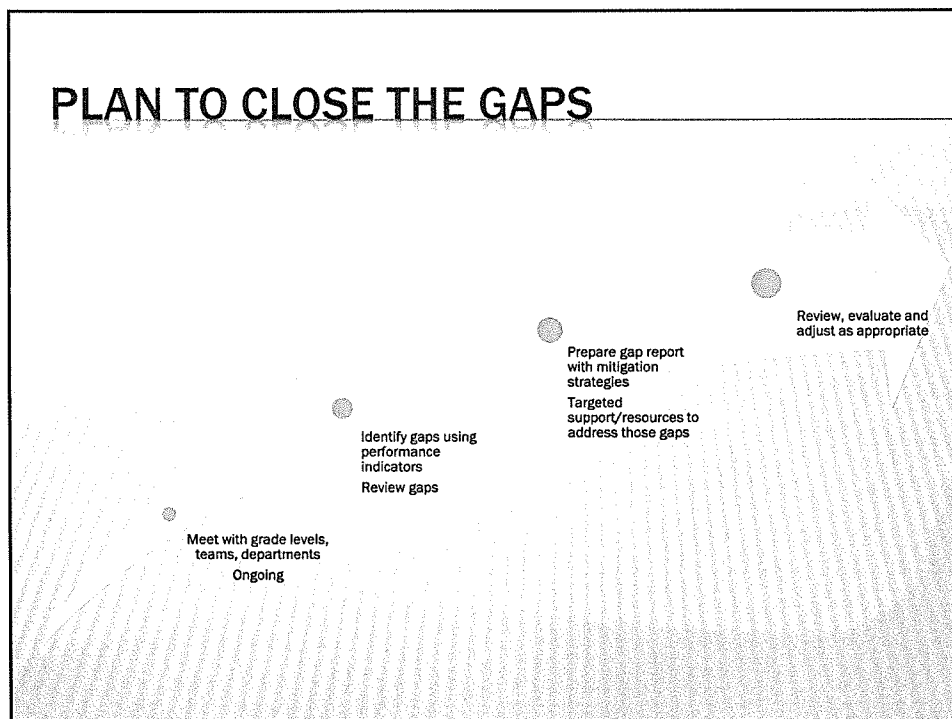 PLAN TO CLOSE THE GAPS
Meet with grade levels,
teams, departments
Ongoing
Identify gaps using
performance
indicators
Review gaps
Prepare gap report
with mitigation
strategies
Targeted
support/resources to
address those gaps
Review, evaluate and
adjust as appropriate